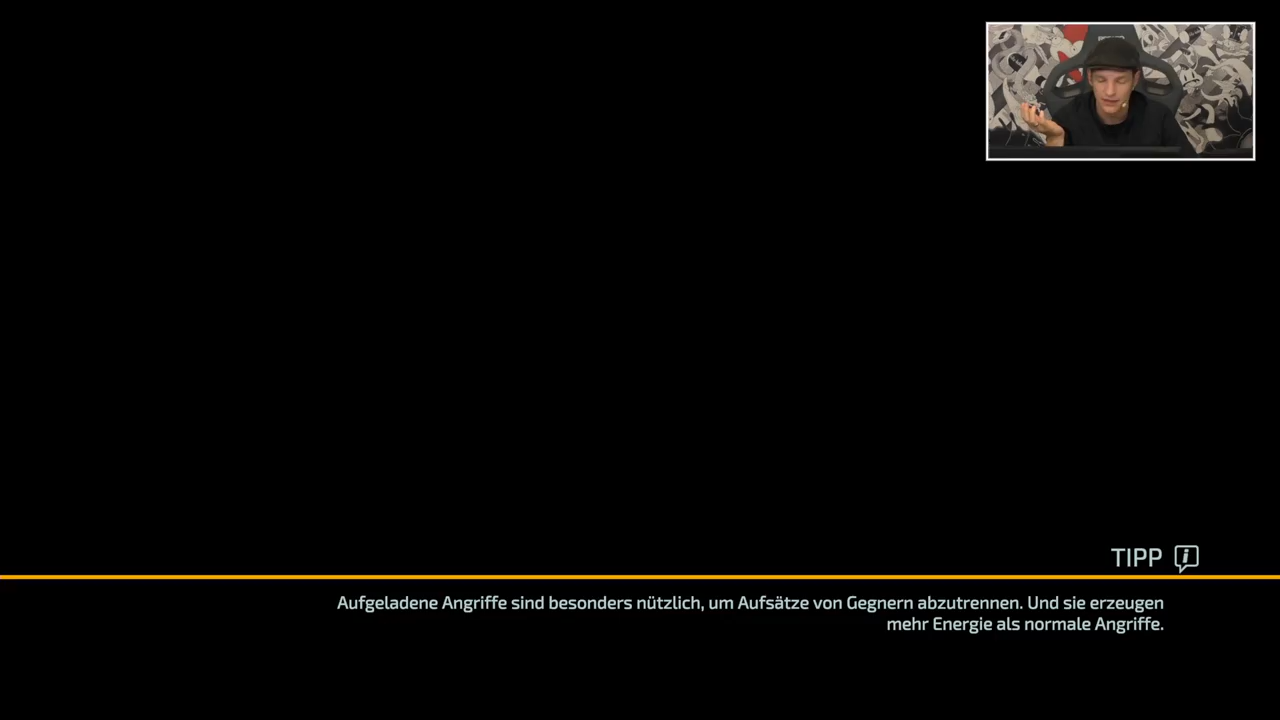 TIPP
Aufgeladene Angriffe sind besonders nützlich, um Aufsätze von Gegnern abzutrennen. Und sie erzeugen
mehr Energie als normale Angriffe.